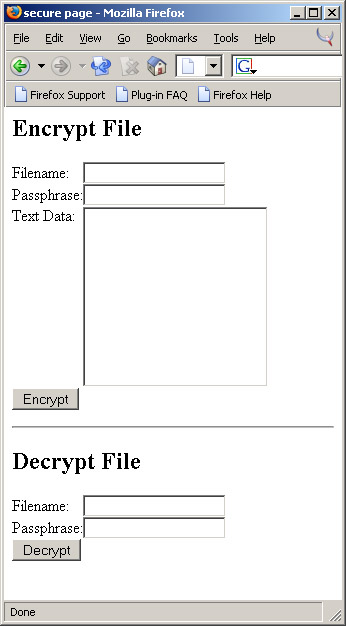 secure page - Mozilla Firefox
File Edit View Go Bookmarks Tools Help
G
Firefox Support Plug-in FAQ Firefox Help
Encrypt File
Filename:
Passphrase:
Text Data:
Encrypt
Decrypt File
Filename:
Passphrase:
Decrypt
Done